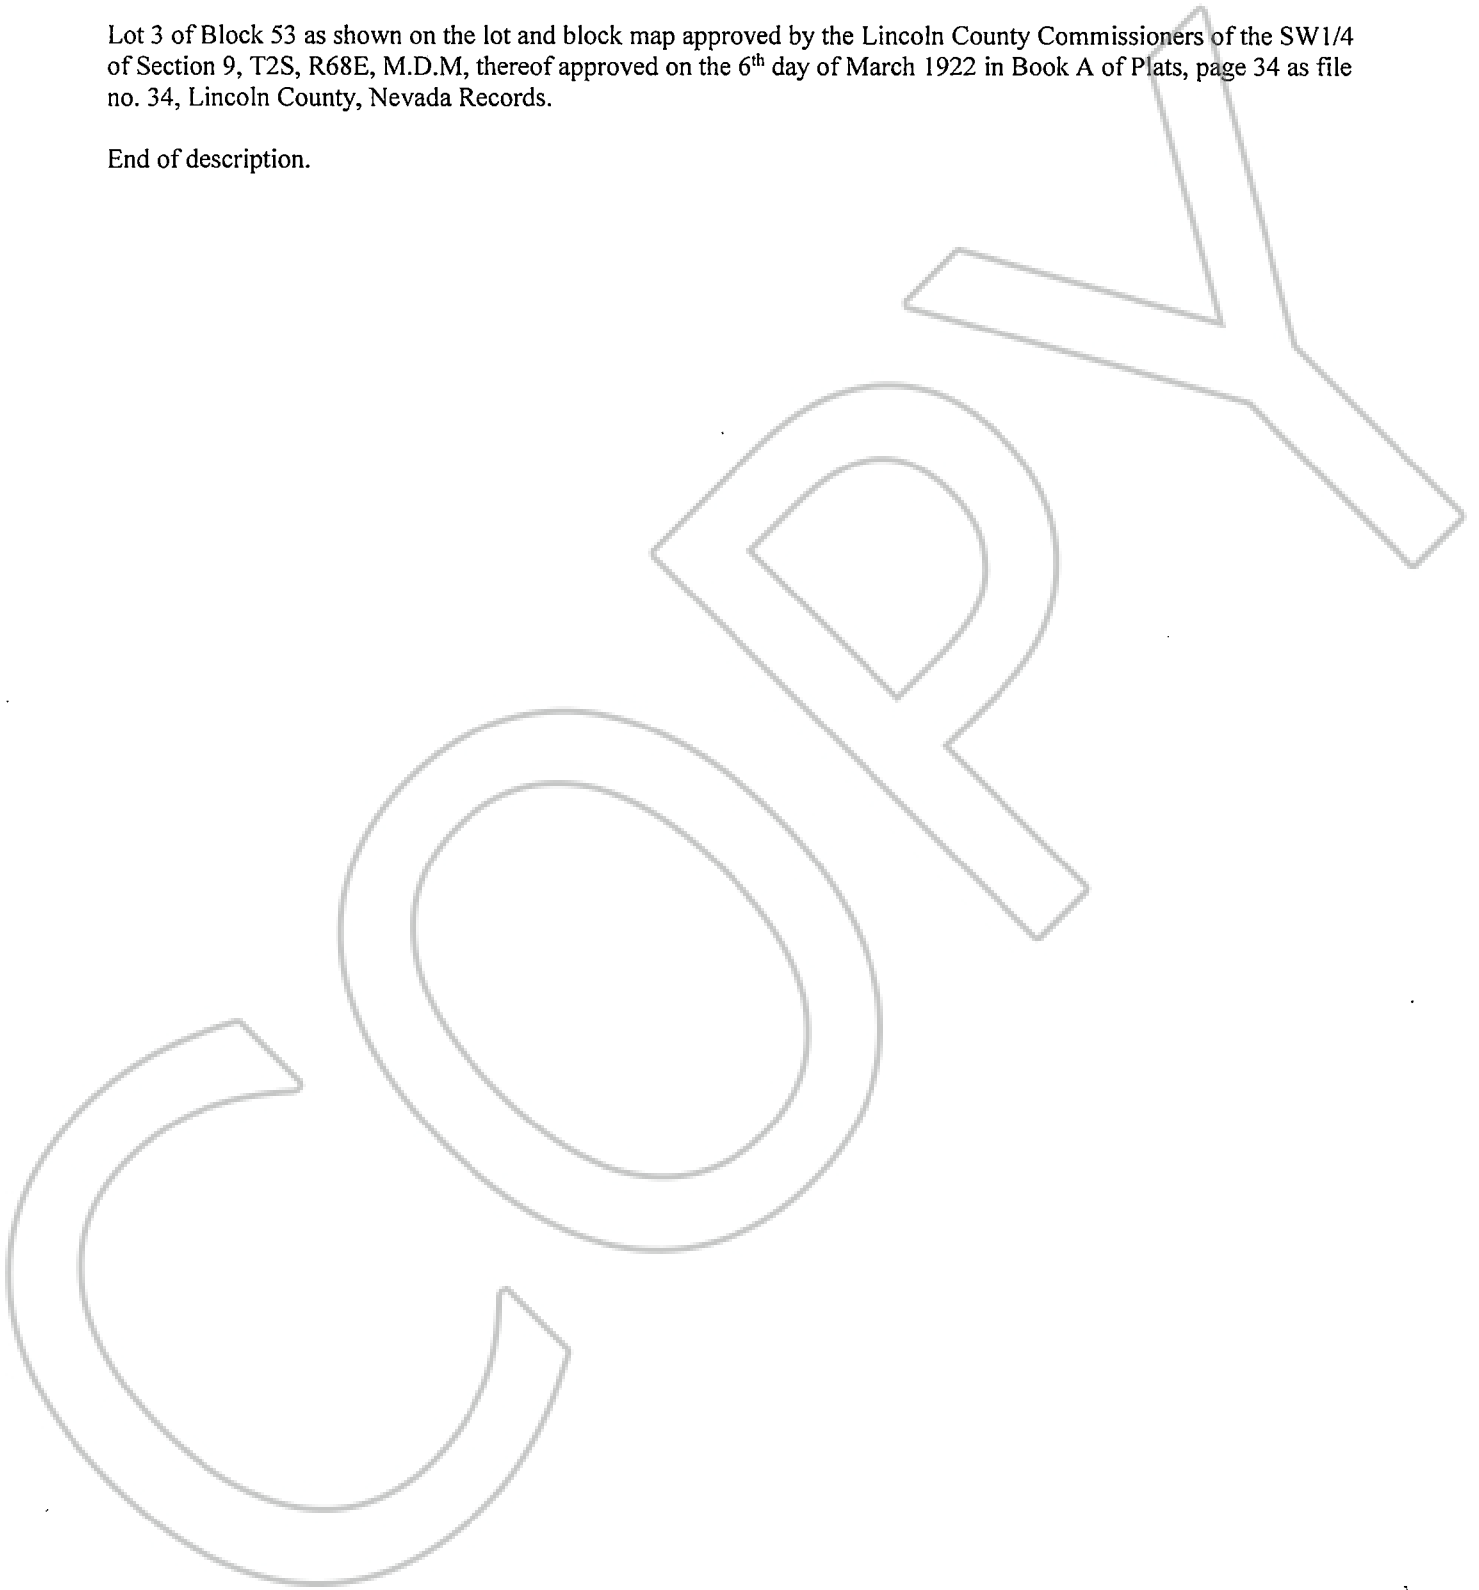 Lot 3 of Block 53 as shown on the lot and block map approved by the Lincoln County Commissioners of the SW1/4
of Section 9, T2S, R68E, M.D.M, thereof approved on the 6th day of March 1922 in Book A of Plats, page 34 as file
no. 34, Lincoln County, Nevada Records.
End of description.
COPY